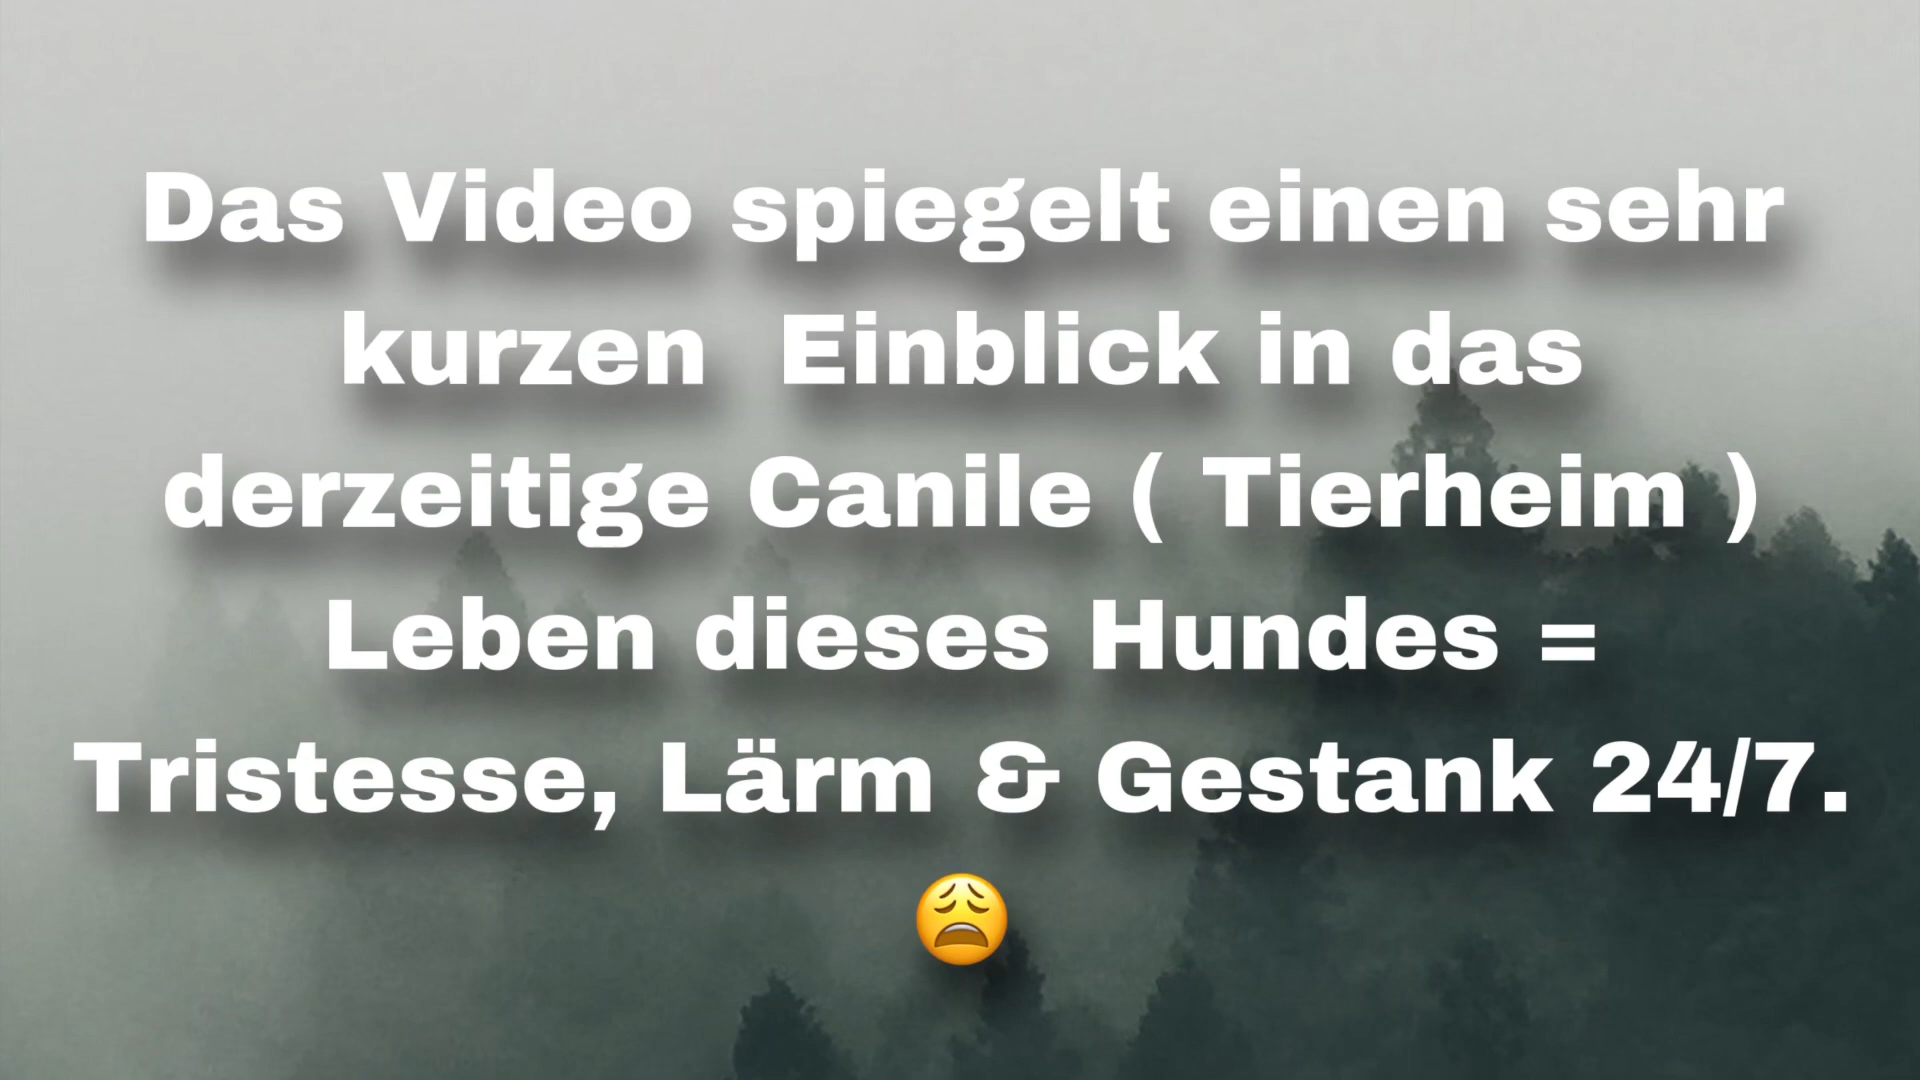 Das Video spiegelt einen sehr
kurzen  Einblick in das
derzeitige Canile ( Tierheim )
Leben dieses Hundes =
Tristesse, Lärm & Gestank 24/7.
😩